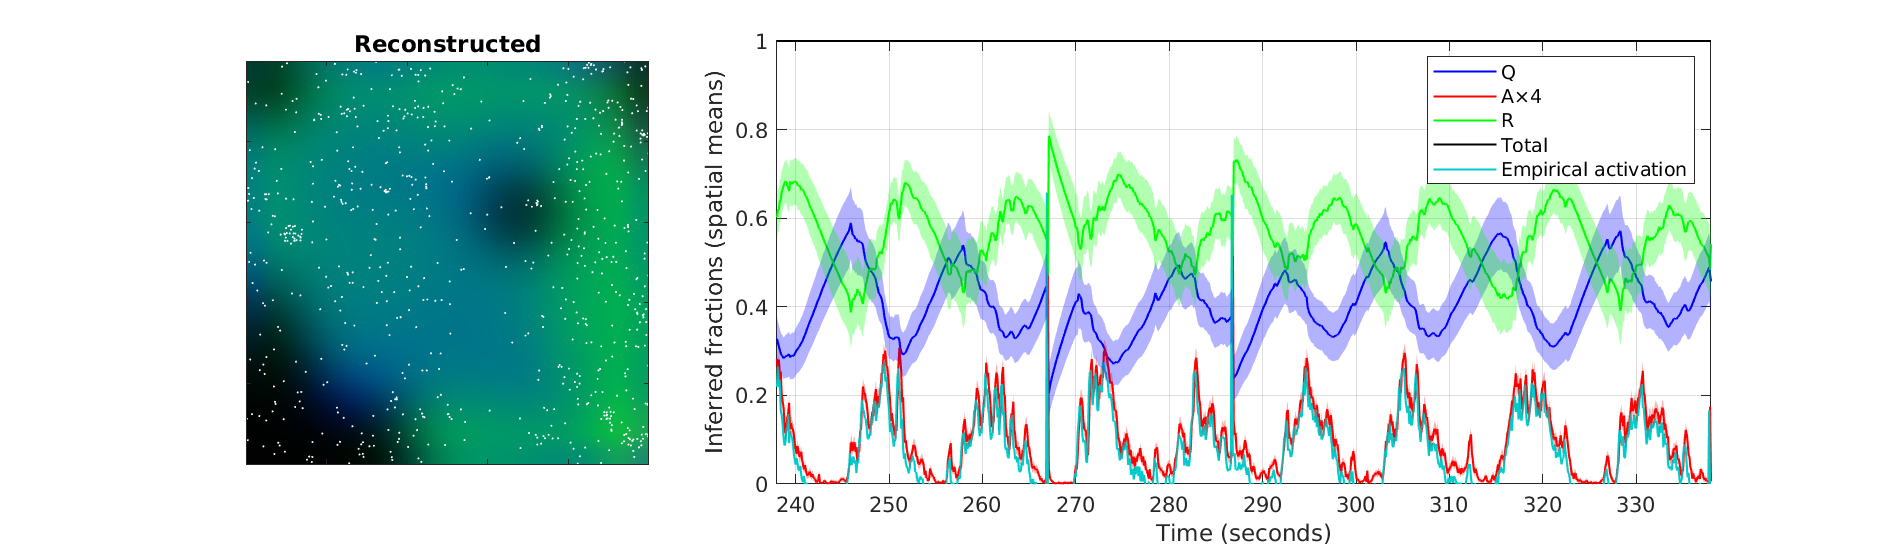 Reconstructed
Inferred fractions (spatial means)
1
0.8
0.6
0.4
0.2
0
Q
A×4
R
Total
Empirical activation
240 250 260 270 280 290 300 310 320 330
Time (seconds)